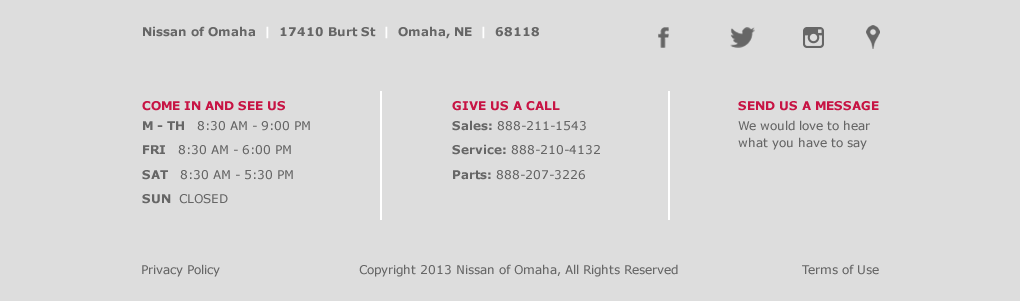 Nissan of Omaha | 17410 Burt St | Omaha, NE | 68118
COME IN AND SEE US
M - TH 8:30 AM - 9:00 PM
FRI 8:30 AM - 6:00 PM
SAT 8:30 AM - 5:30 PM
SUN CLOSED
GIVE US A CALL
Sales: 888-211-1543
Service: 888-210-4132
Parts: 888-207-3226
SEND US A MESSAGE
We would love to hear
what you have to say
Privacy Policy
Copyright 2013 Nissan of Omaha, All Rights Reserved
Terms of Use